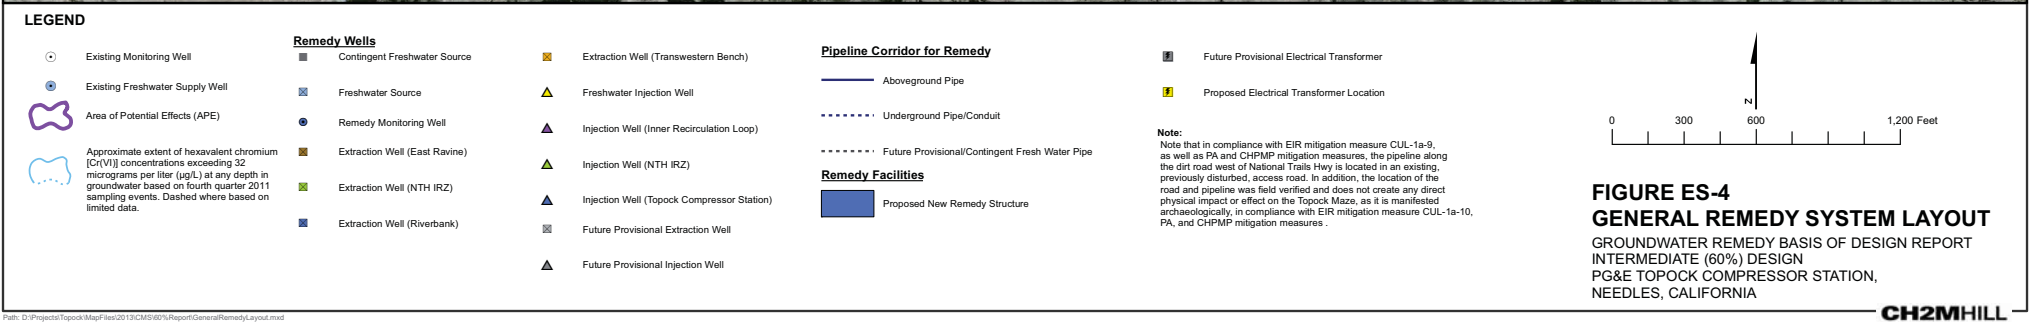 LEGEND
Existing Monitoring Well
Existing Freshwater Supply Well
Area of Potential Effects (APE)
Approximate extent of hexavalent chromium
[Cr(VI)] concentrations exceeding 32
micrograms per liter (µg/L) at any depth in
groundwater based on fourth quarter 2011
sampling events. Dashed where based on
limited data.
Remedy Wells
Contingent Freshwater Source
Freshwater Source
Remedy Monitoring Well
Extraction Well (East Ravine)
Extraction Well (NTH IRZ)
Extraction Well (Riverbank)
Extraction Well (Transwestern Bench)
Freshwater Injection Well
Injection Well (Inner Recirculation Loop)
Injection Well (NTH IRZ)
Injection Well (Topock Compressor Station)
Future Provisional Extraction Well
Future Provisional Injection Well
Pipeline Corridor for Remedy
Aboveground Pipe
Underground Pipe/Conduit
Future Provisional/Contingent Fresh Water Pipe
Remedy Facilities
Proposed New Remedy Structure
Future Provisional Electrical Transformer
Proposed Electrical Transformer Location
Note:
Note that in compliance with EIR mitigation measure CUL-1a-9,
as well as PA and CHPMP mitigation measures, the pipeline along
the dirt road west of National Trails Hwy is located in an existing,
previously disturbed, access road. In addition, the location of the
road and pipeline was field verified and does not create any direct
physical impact or effect on the Topock Maze, as it is manifested
archaeologically, in compliance with EIR mitigation measure CUL-1a-10,
PA, and CHPMP mitigation measures .
N
0 300 600 1,200 Feet
FIGURE ES-4
GENERAL REMEDY SYSTEM LAYOUT
GROUNDWATER REMEDY BASIS OF DESIGN REPORT
INTERMEDIATE (60%) DESIGN
PG&E TOPOCK COMPRESSOR STATION,
NEEDLES, CALIFORNIA
CH2MHILL
Path: D:\Projects\Topock\MapFiles\2013\CMS\60%Report\GeneralRemedyLayout.mxd